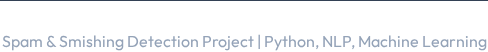 Spam & Smishing Detection Project | Python, NLP, Machine Learning